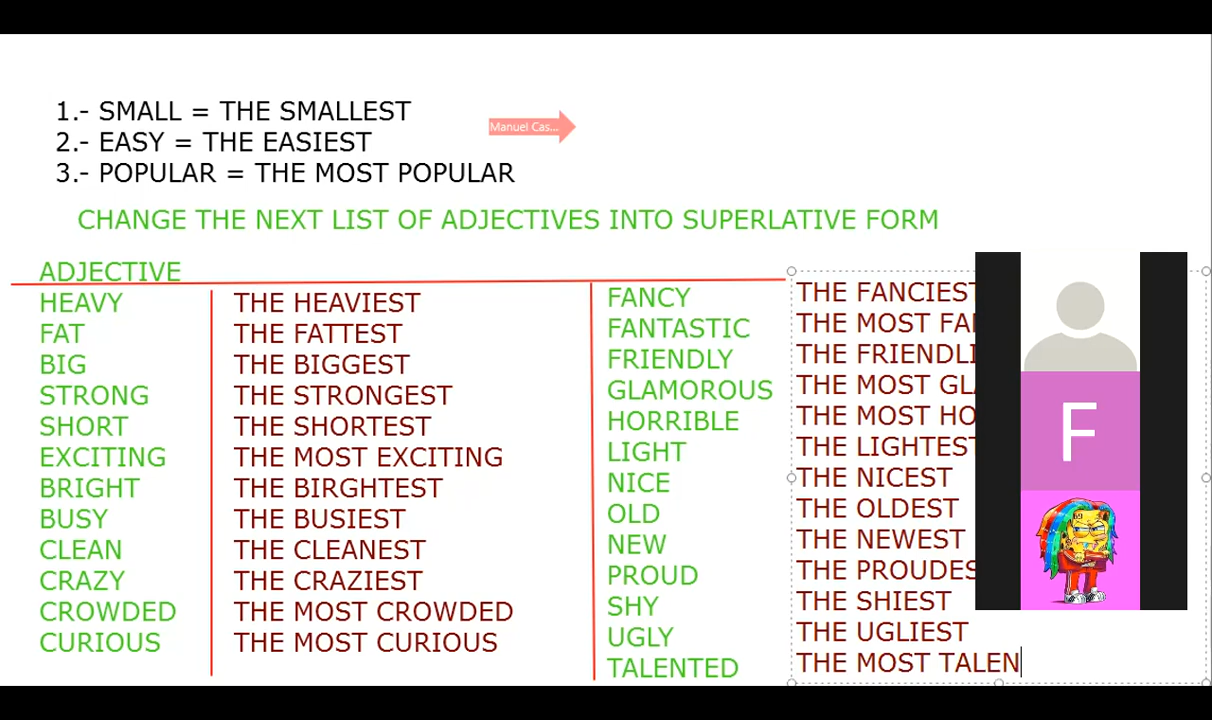 1.- SMALL = THE SMALLEST
2.- EASY = THE EASIEST
3.- POPULAR = THE MOST POPULAR
Manuel Cas...
CHANGE THE NEXT LIST OF ADJECTIVES INTO SUPERLATIVE FORM
ADJECTIVE
HEAVY THE HEAVIEST
FAT THE FATTEST
BIG THE BIGGEST
STRONG THE STRONGEST
SHORT THE SHORTEST
EXCITING THE MOST EXCITING
BRIGHT THE BIRGHTEST
BUSY THE BUSIEST
CLEAN THE CLEANEST
CRAZY THE CRAZIEST
CROWDED THE MOST CROWDED
CURIOUS THE MOST CURIOUS
FANCY THE FANCIEST
FANTASTIC THE MOST FA
FRIENDLY THE FRIENDLI
GLAMOROUS THE MOST GLA
HORRIBLE THE MOST HO
LIGHT THE LIGHTEST
NICE THE NICEST
OLD THE OLDEST
NEW THE NEWEST
PROUD THE PROUDES
SHY THE SHIEST
UGLY THE UGLIEST
TALENTED THE MOST TALEN
F